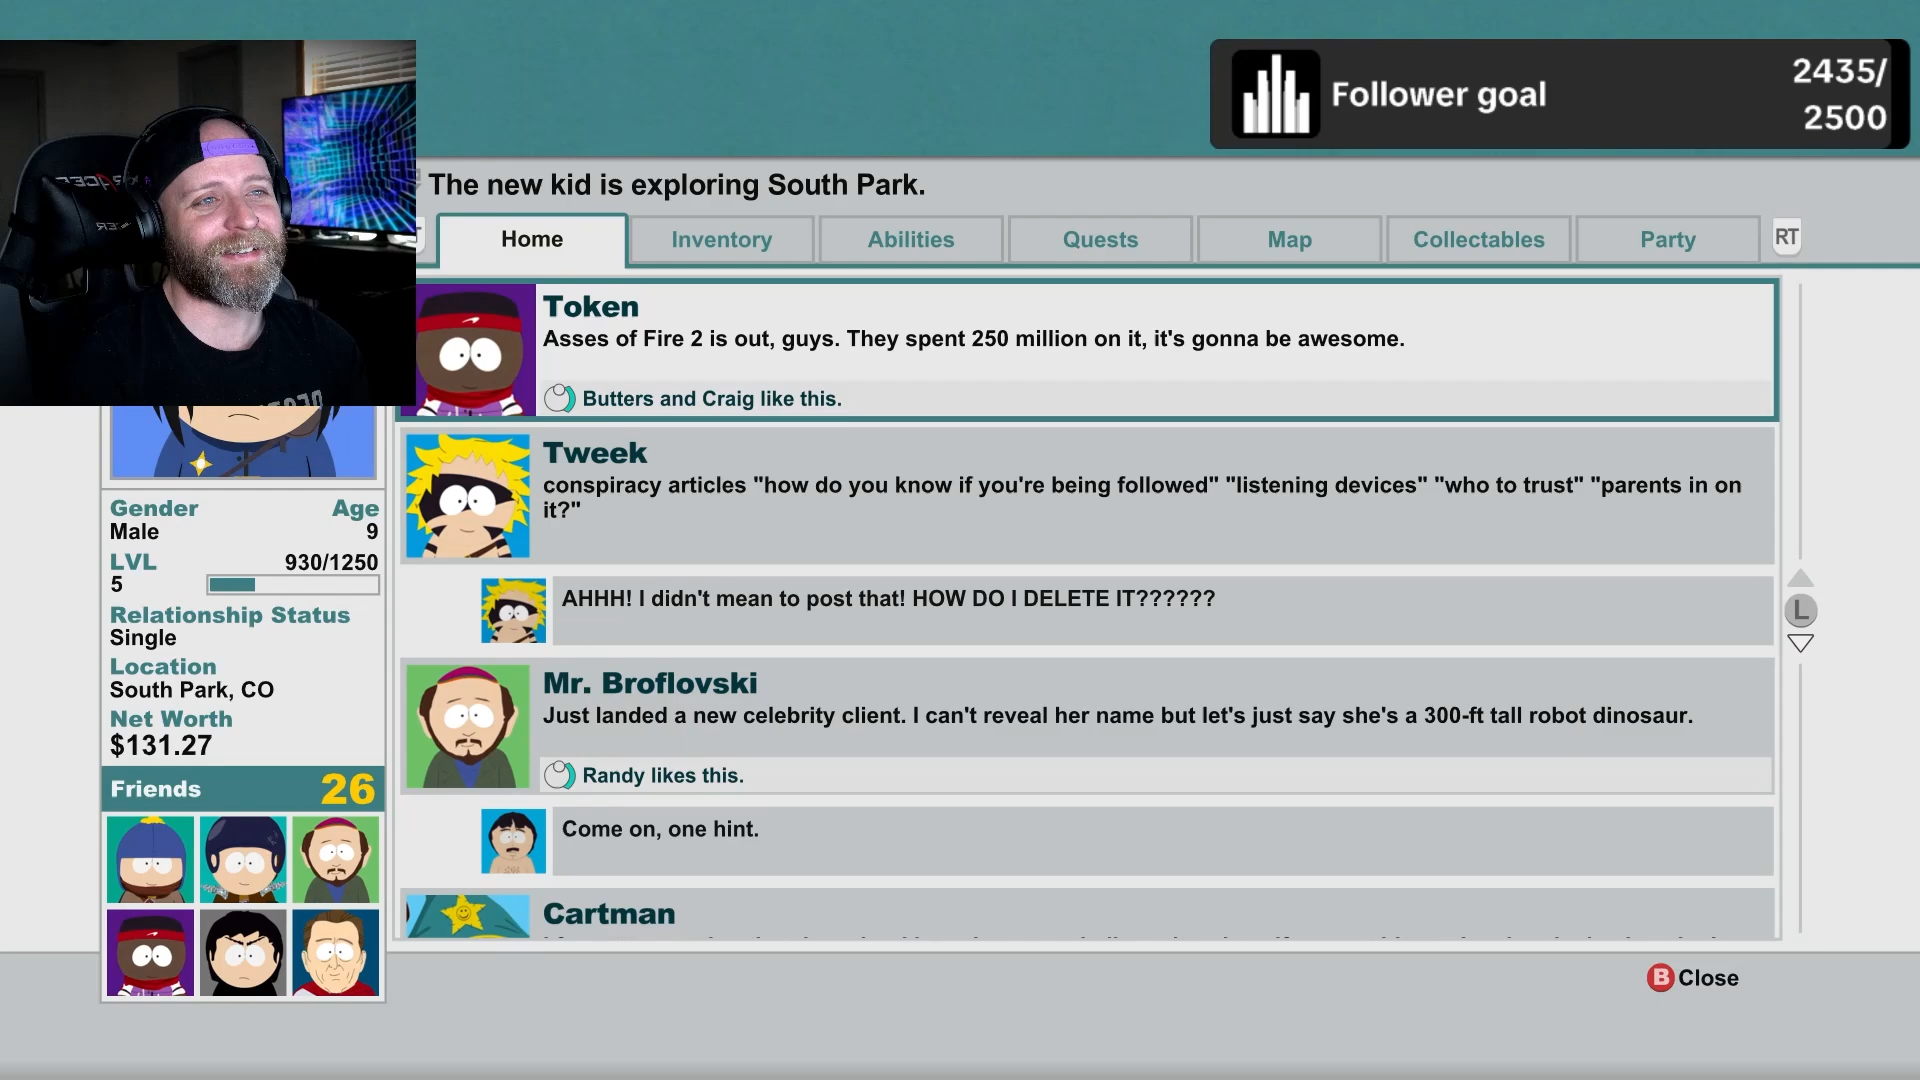 Follower goal
2435/
2500
The new kid is exploring South Park.
Home
Inventory
Abilities
Quests
Map
Collectables
Party
RT
Token
Asses of Fire 2 is out, guys. They spent 250 million on it, it's gonna be awesome.
Butters and Craig like this.
Tweek
conspiracy articles "how do you know if you're being followed" "listening devices" "who to trust" "parents in on
it?"
AHHH! I didn't mean to post that! HOW DO I DELETE IT??????
Mr. Broflovski
Just landed a new celebrity client. I can't reveal her name but let's just say she's a 300-ft tall robot dinosaur.
Randy likes this.
Come on, one hint.
Cartman
L
Gender
Age
Male
9
LVL
930/1250
5
Relationship Status
Single
Location
South Park, CO
Net Worth
$131.27
Friends
26
B Close